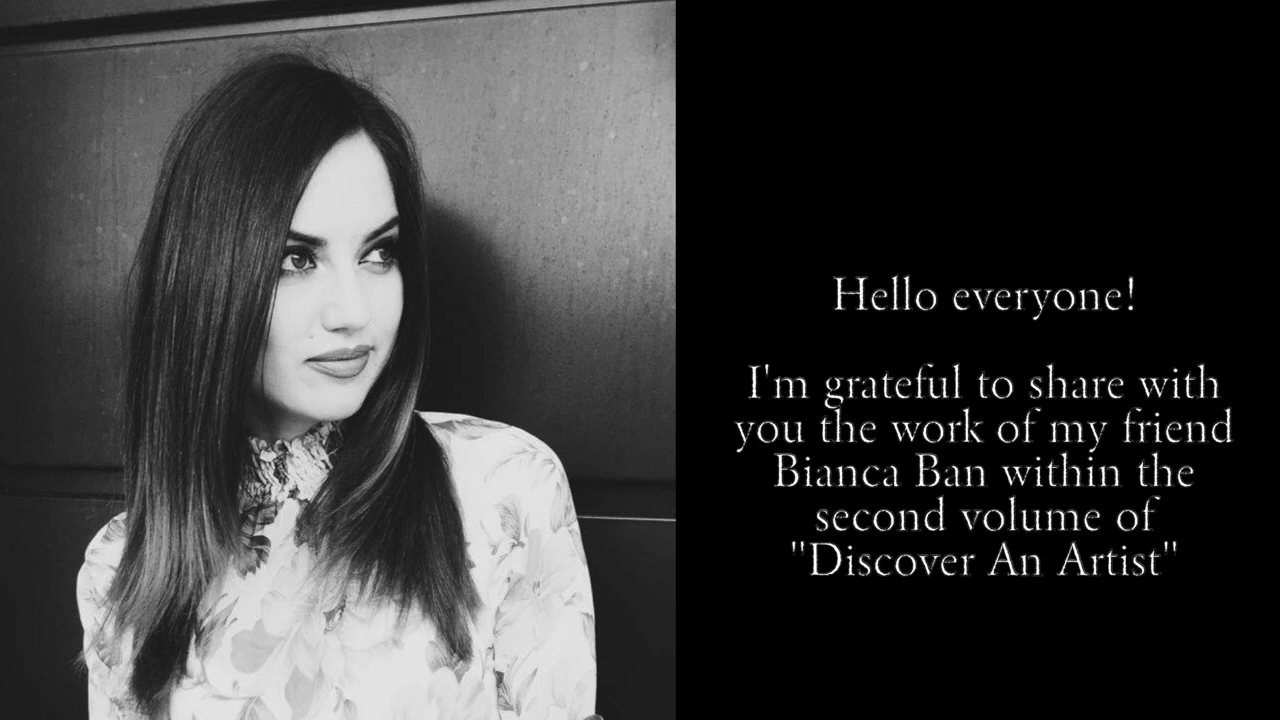 Hello everyone!
I'm grateful to share with
you the work of my friend
Bianca Ban within the
second volume of
"Discover An Artist"